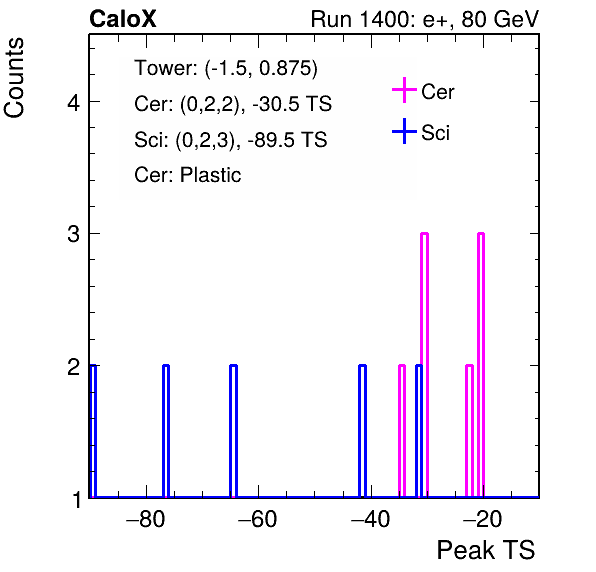 CaloX Run 1400: e+, 80 GeV
Counts
Tower: (-1.5, 0.875)
Cer: (0,2,2), -30.5 TS
Sci: (0,2,3), -89.5 TS
Cer: Plastic
Cer
Sci
4
3
2
1
−80 −60 −40 −20
Peak TS